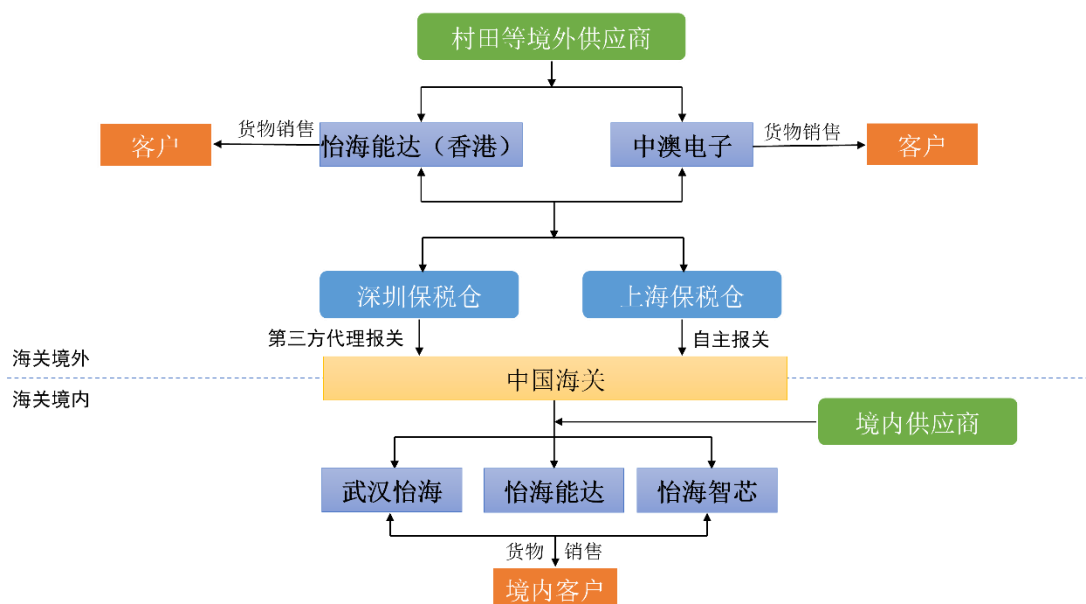 村田等境外供应商
货物销售
货物销售
客户
怡海能达（香港）
中澳电子
客户
深圳保税仓
上海保税仓
第三方代理报关
自主报关
海关境外
中国海关
海关境内
境内供应商
武汉怡海
怡海能达
怡海智芯
货物 销售
境内客户